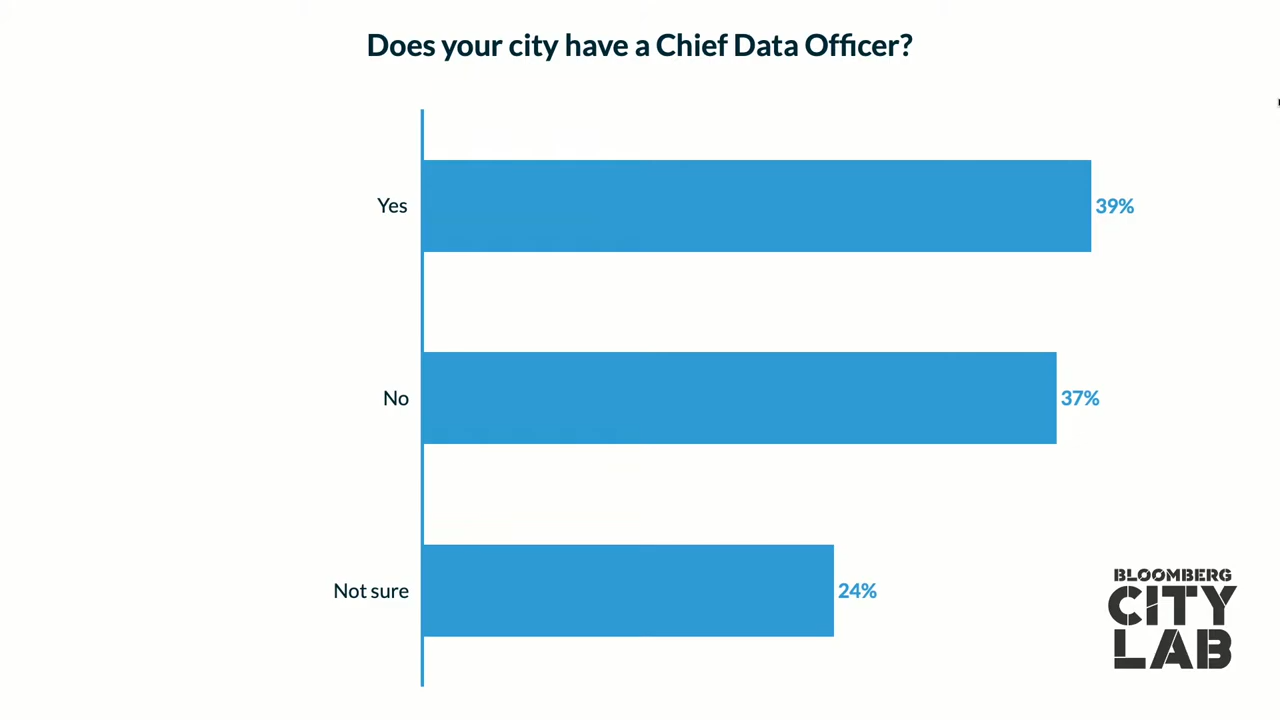 Does your city have a Chief Data Officer?
Yes
39%
No
37%
Not sure
24%
BLOOMBERG
CITY
LAB